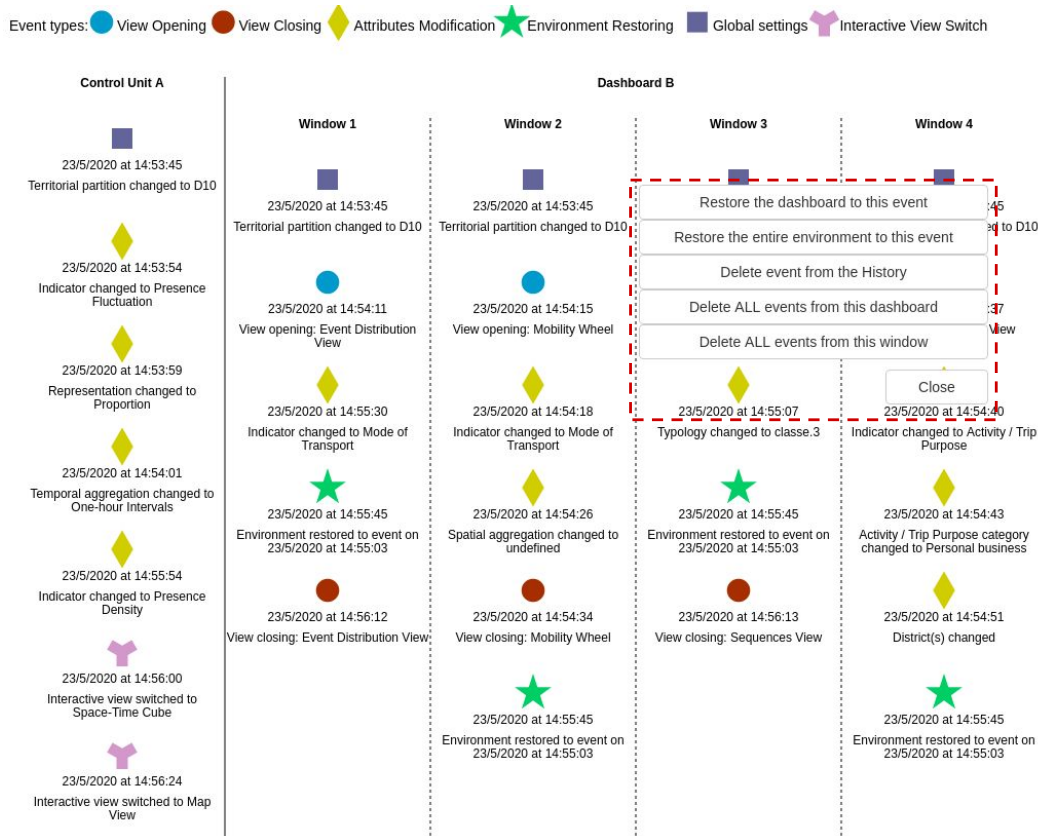 Event types: View Opening View Closing Attributes Modification Environment Restoring Global settings Interactive View Switch
Control Unit A
Dashboard B
Window 1
Window 2
Window 3
Window 4
23/5/2020 at 14:53:45
Territorial partition changed to D10
23/5/2020 at 14:53:54
Indicator changed to Presence
Fluctuation
23/5/2020 at 14:53:59
Representation changed to
Proportion
23/5/2020 at 14:54:01
Temporal aggregation changed to
One-hour Intervals
23/5/2020 at 14:55:54
Indicator changed to Presence
Density
23/5/2020 at 14:56:00
Interactive view switched to
Space-Time Cube
23/5/2020 at 14:56:24
Interactive view switched to Map
View
23/5/2020 at 14:53:45
Territorial partition changed to D10
23/5/2020 at 14:54:11
View opening: Event Distribution
View
23/5/2020 at 14:55:30
Indicator changed to Mode of
Transport
23/5/2020 at 14:55:45
Environment restored to event on
23/5/2020 at 14:55:03
23/5/2020 at 14:56:12
View closing: Event Distribution View
23/5/2020 at 14:53:45
Territorial partition changed to D10
23/5/2020 at 14:54:15
View opening: Mobility Wheel
23/5/2020 at 14:54:18
Indicator changed to Mode of
Transport
23/5/2020 at 14:54:26
Spatial aggregation changed to
undefined
23/5/2020 at 14:54:34
View closing: Mobility Wheel
23/5/2020 at 14:55:45
Environment restored to event on
23/5/2020 at 14:55:03
Restore the dashboard to this event
Restore the entire environment to this event
Delete event from the History
Delete ALL events from this dashboard
Delete ALL events from this window
Close
23/5/2020 at 14:55:07
Typology changed to classe.3
23/5/2020 at 14:55:45
Environment restored to event on
23/5/2020 at 14:55:03
23/5/2020 at 14:56:13
View closing: Sequences View
:45
ed to D10
:37
View
23/5/2020 at 14:54:40
Indicator changed to Activity / Trip
Purpose
23/5/2020 at 14:54:43
Activity / Trip Purpose category
changed to Personal business
23/5/2020 at 14:54:51
District(s) changed
23/5/2020 at 14:55:45
Environment restored to event on
23/5/2020 at 14:55:03